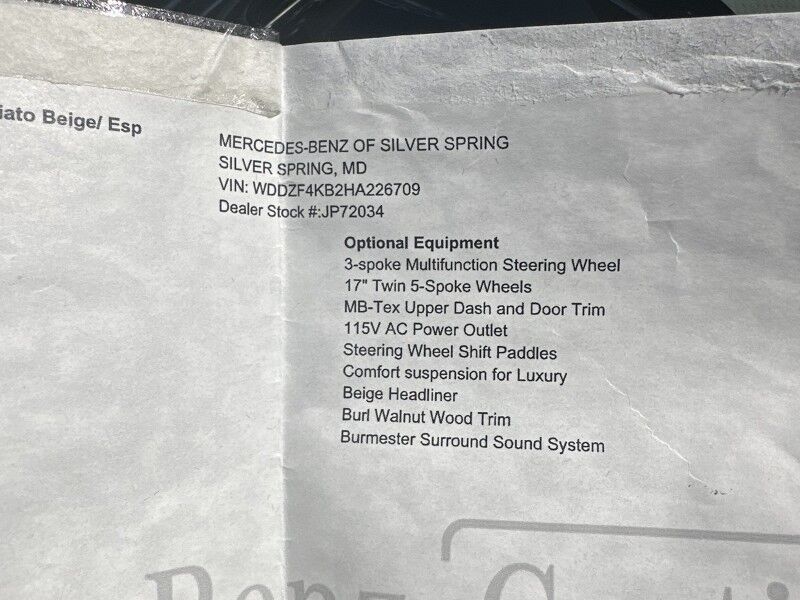 iato Beige/ Esp
MERCEDES-BENZ OF SILVER SPRING
SILVER SPRING, MD
VIN: WDDZF4KB2HA226709
Dealer Stock #:JP72034
Optional Equipment
3-spoke Multifunction Steering Wheel
17" Twin 5-Spoke Wheels
MB-Tex Upper Dash and Door Trim
115V AC Power Outlet
Steering Wheel Shift Paddles
Comfort suspension for Luxury
Beige Headliner
Burl Walnut Wood Trim
Burmester Surround Sound System
Benz